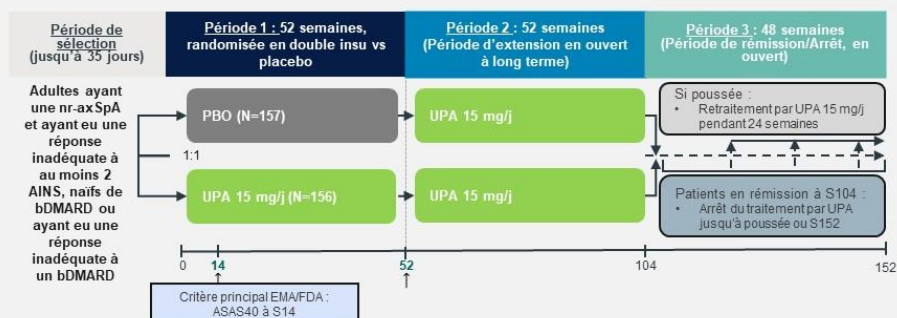 Période de
sélection
(jusqu'à 35 jours)
Période 1 : 52 semaines,
randomisée en double insu vs
placebo
Période 2 : 52 semaines
(Période d'extension en ouvert
à long terme)
Période 3 : 48 semaines
(Période de rémission/Arrêt, en
ouvert)
Adultes ayant
une nr-axSpA
et ayant eu une
réponse
inadéquate à
au moins 2
AINS, naïfs de
bDMARD ou
ayant eu une
réponse
inadéquate à
un bDMARD
1:1
PBO (N=157)
UPA 15 mg/j
UPA 15 mg/j (N=156)
UPA 15 mg/j
Si poussée :
• Retraitement par UPA 15 mg/j
pendant 24 semaines
Patients en rémission à S104 :
• Arrêt du traitement par UPA
jusqu'à poussée ou S152
0 14 52 104 152
Critère principal EMA/FDA :
ASAS40 à S14